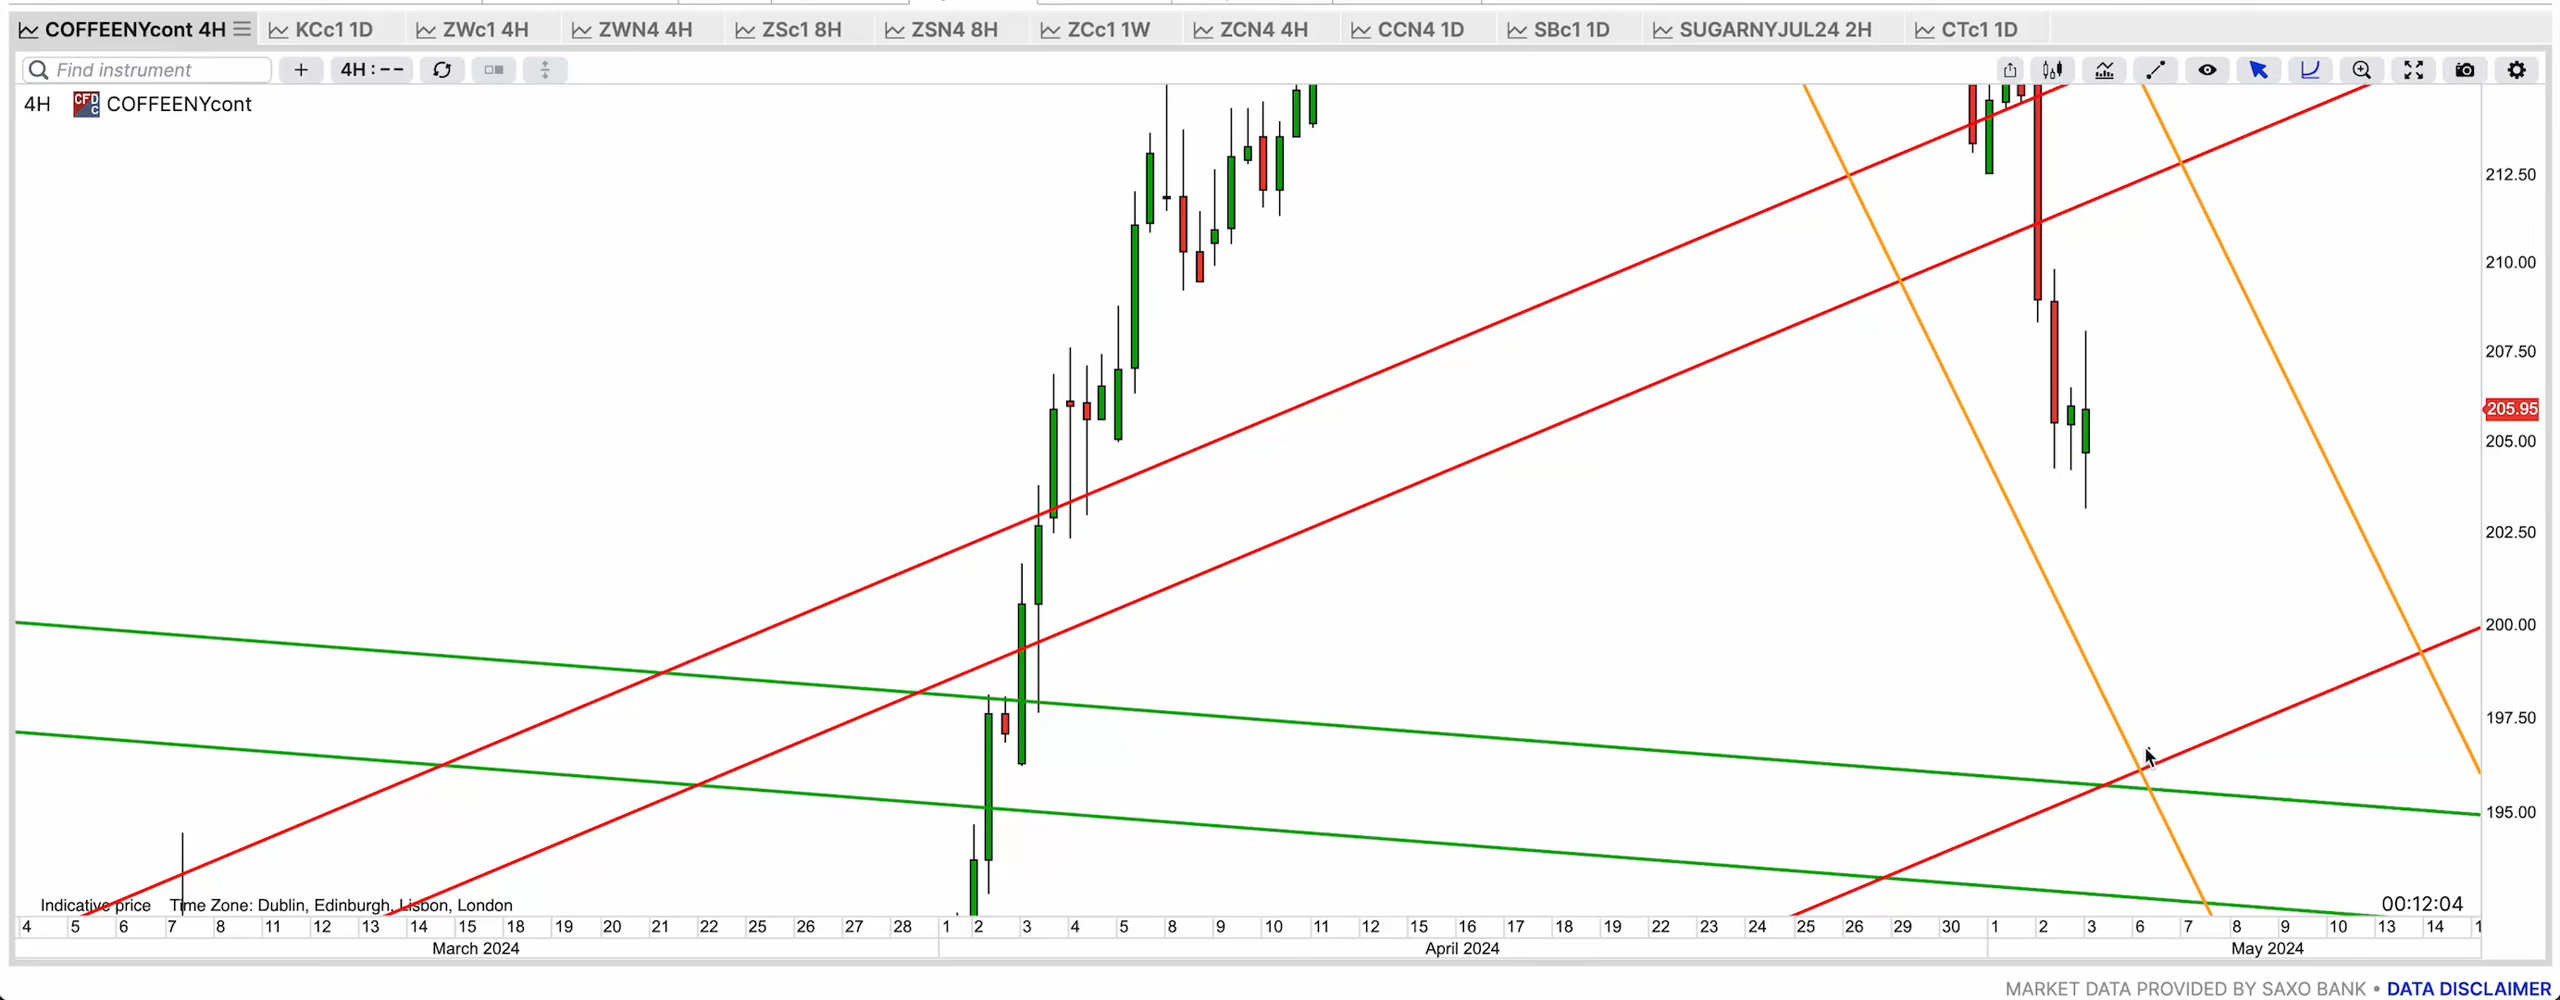 COFFEENYcont 4H KCc1 1D ZWc1 4H ZWN4 4H ZSc1 8H ZSN4 8H ZCc1 1W ZCN4 4H CCN4 1D SBc1 1D SUGARNYJUL24 2H CTc1 1D
Find instrument + 4H : --
4H CFD C COFFEENYcont
212.50
210.00
207.50
205.95
205.00
202.50
200.00
197.50
195.00
Indicative price Time Zone: Dublin, Edinburgh, Lisbon, London 00:12:04
4 5 6 7 8 11 12 13 14 15 18 19 20 21 22 25 26 27 28 1 2 3 4 5 8 9 10 11 12 15 16 17 18 19 22 23 24 25 26 29 30 1 2 3 6 7 8 9 10 13 14 1
March 2024 April 2024 May 2024
MARKET DATA PROVIDED BY SAXO BANK • DATA DISCLAIMER